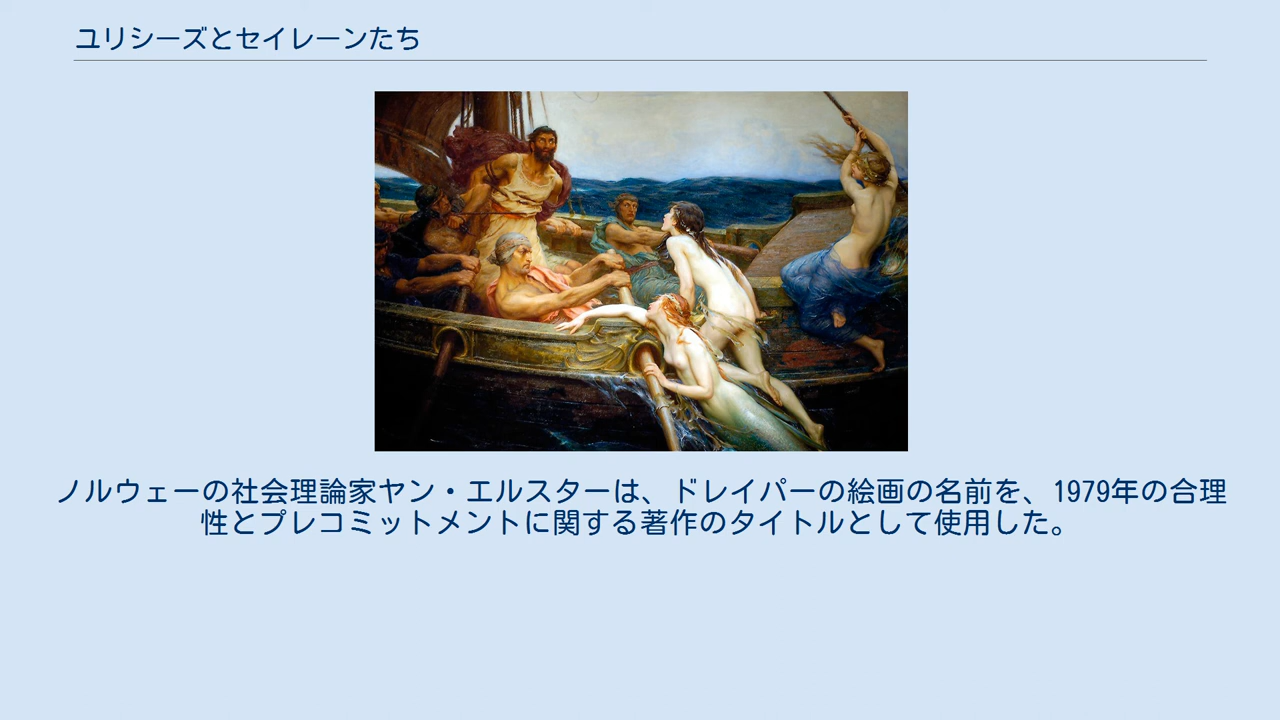 ユリシーズとセイレーンたち
ノルウェーの社会理論家ヤン・エルスターは、ドレイパーの絵画の名前を、1979年の合理
性とプレコミットメントに関する著作のタイトルとして使用した。